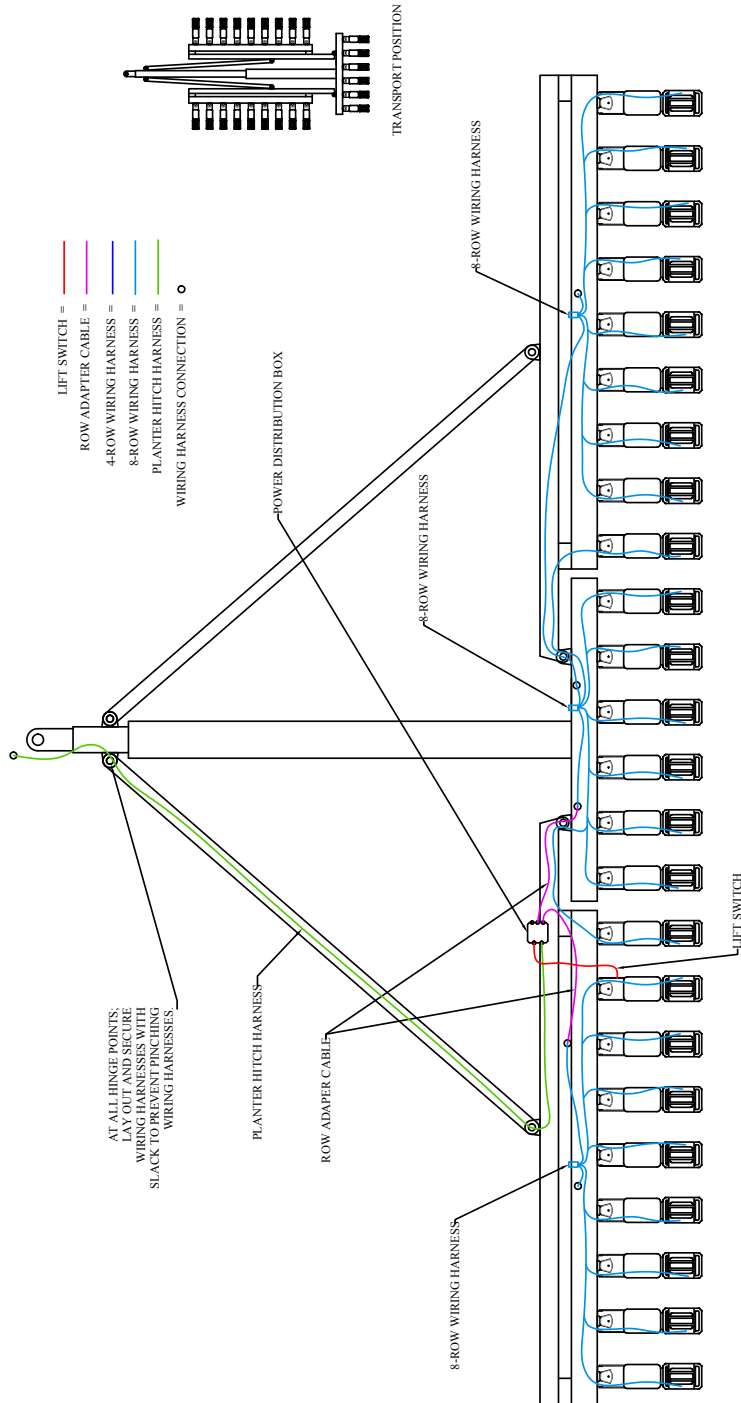 TRANSPORT POSITION
LIFT SWITCH =
ROW ADAPTER CABLE =
4-ROW WIRING HARNESS =
8-ROW WIRING HARNESS =
PLANTER HITCH HARNESS =
WIRING HARNESS CONNECTION =
AT ALL HINGE POINTS;
LAY OUT AND SECURE
WIRING HARNESSES WITH
SLACK TO PREVENT PINCHING
WIRING HARNESSES.
PLANTER HITCH HARNESS
POWER DISTRIBUTION BOX
ROW ADAPER CABLE
8-ROW WIRING HARNESS
8-ROW WIRING HARNESS
8-ROW WIRING HARNESS
LIFT SWITCH